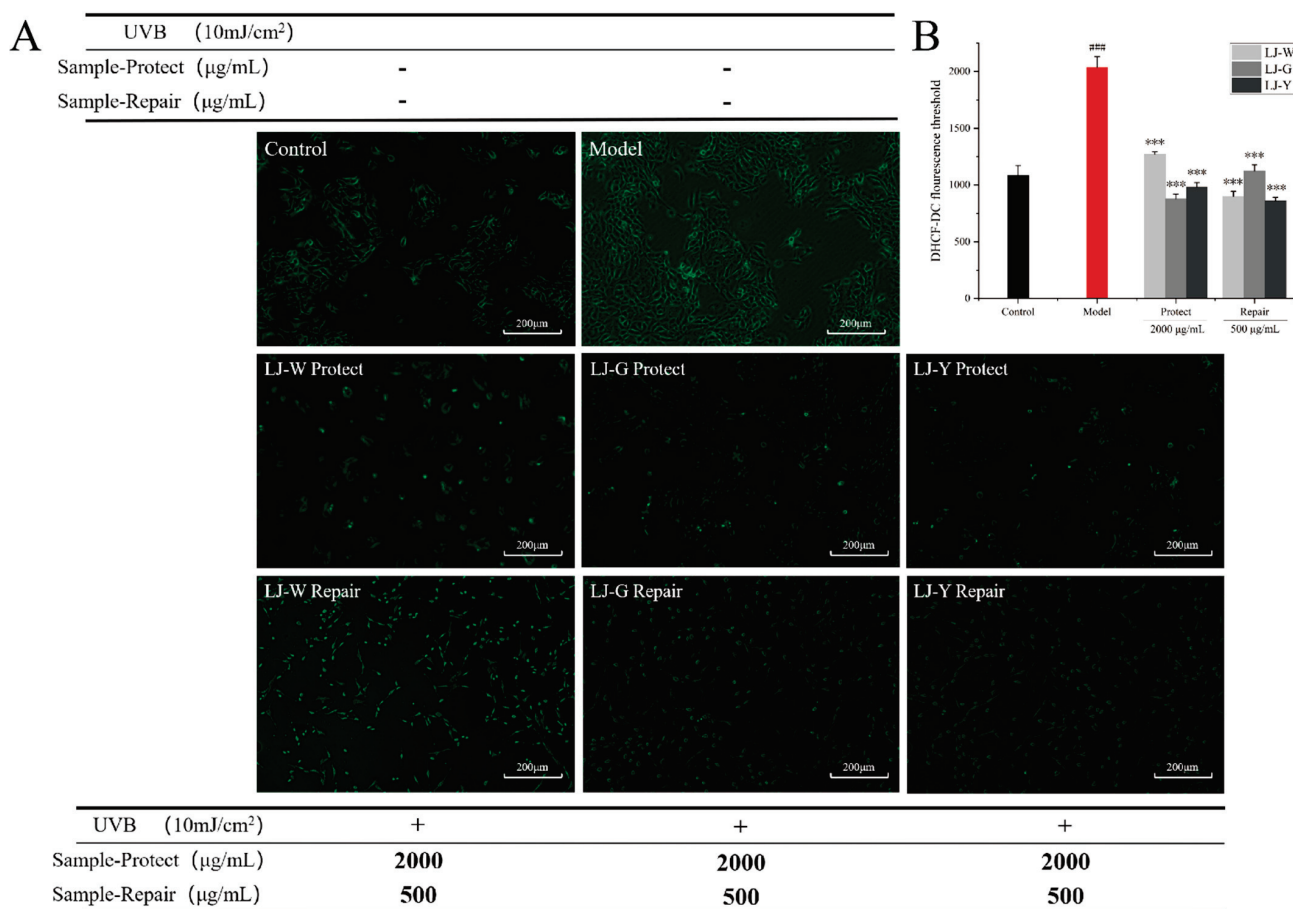 A
UVB (10mJ/cm²)
Sample-Protect (μg/mL) - -
Sample-Repair (μg/mL) - -
Control
Model
200μm
200μm
LJ-W Protect
LJ-G Protect
LJ-Y Protect
200μm
200μm
200μm
LJ-W Repair
LJ-G Repair
LJ-Y Repair
200μm
200μm
200μm
UVB (10mJ/cm²) + + +
Sample-Protect (μg/mL) 2000 2000 2000
Sample-Repair (μg/mL) 500 500 500
B
LJ-W
LJ-G
LJ-Y
DHCF-DC flourescence threshold
2000
1500
1000
500
0
###
***
***
***
***
***
***
Control
Model
Protect
Repair
2000 μg/mL
500 μg/mL